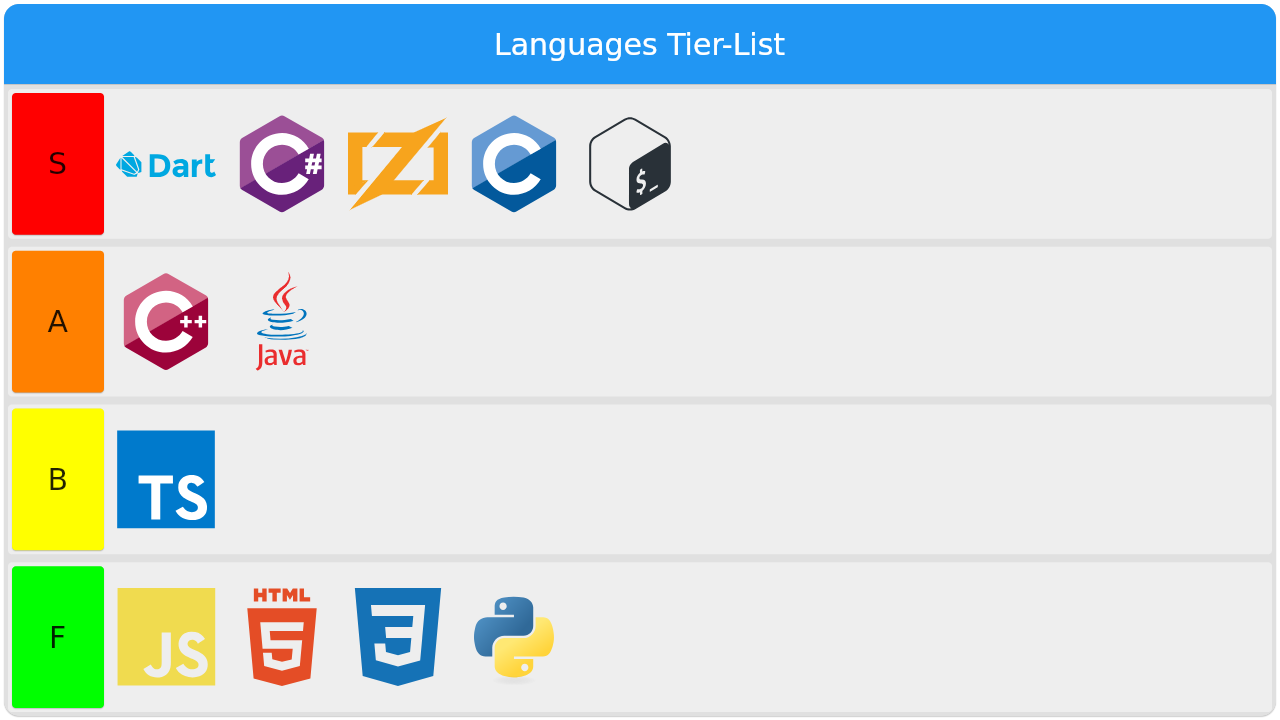 Languages Tier-List
S
Dart
C#
C
$_
A
C++
Java
B
TS
F
JS
HTML
5
3